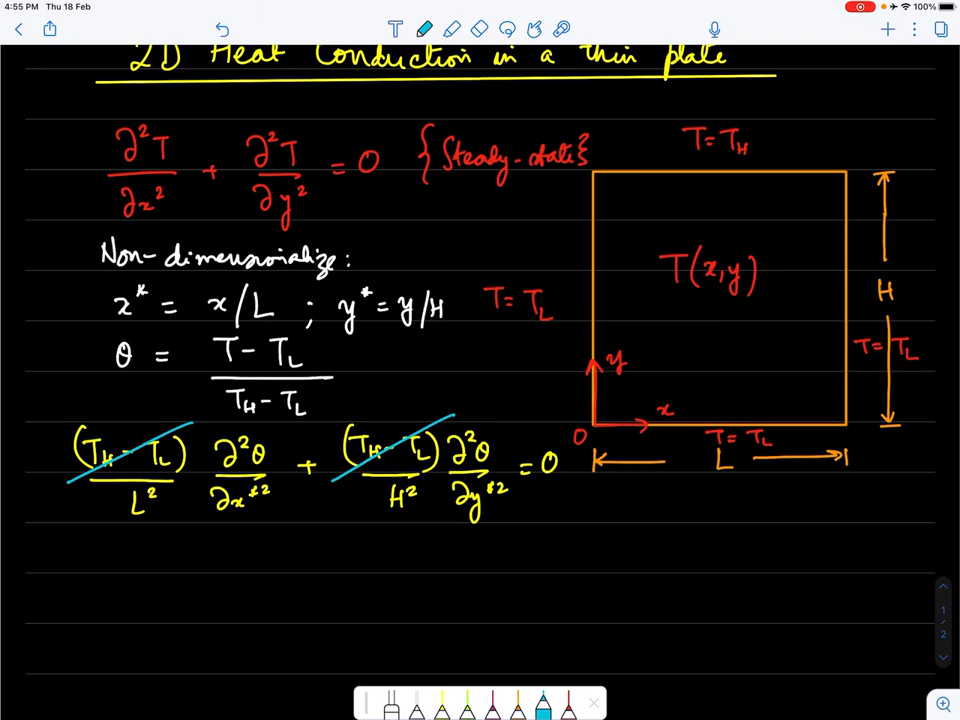 4:55 PM Thu 18 Feb
100%
2D Heat Conduction in a thin plate
∂²T/∂x² + ∂²T/∂y² = 0 {Steady-state}
T = T_H
Non-dimensionalize:
T(x,y)
x* = x/L ; y* = y/H
T = T_L
H
θ = (T - T_L)/(T_H - T_L)
T = T_L
y
x
O
T = T_L
L
(T_H - T_L)/L² ∂²θ/∂x*² + (T_H - T_L)/H² ∂²θ/∂y*² = 0
1
/
2